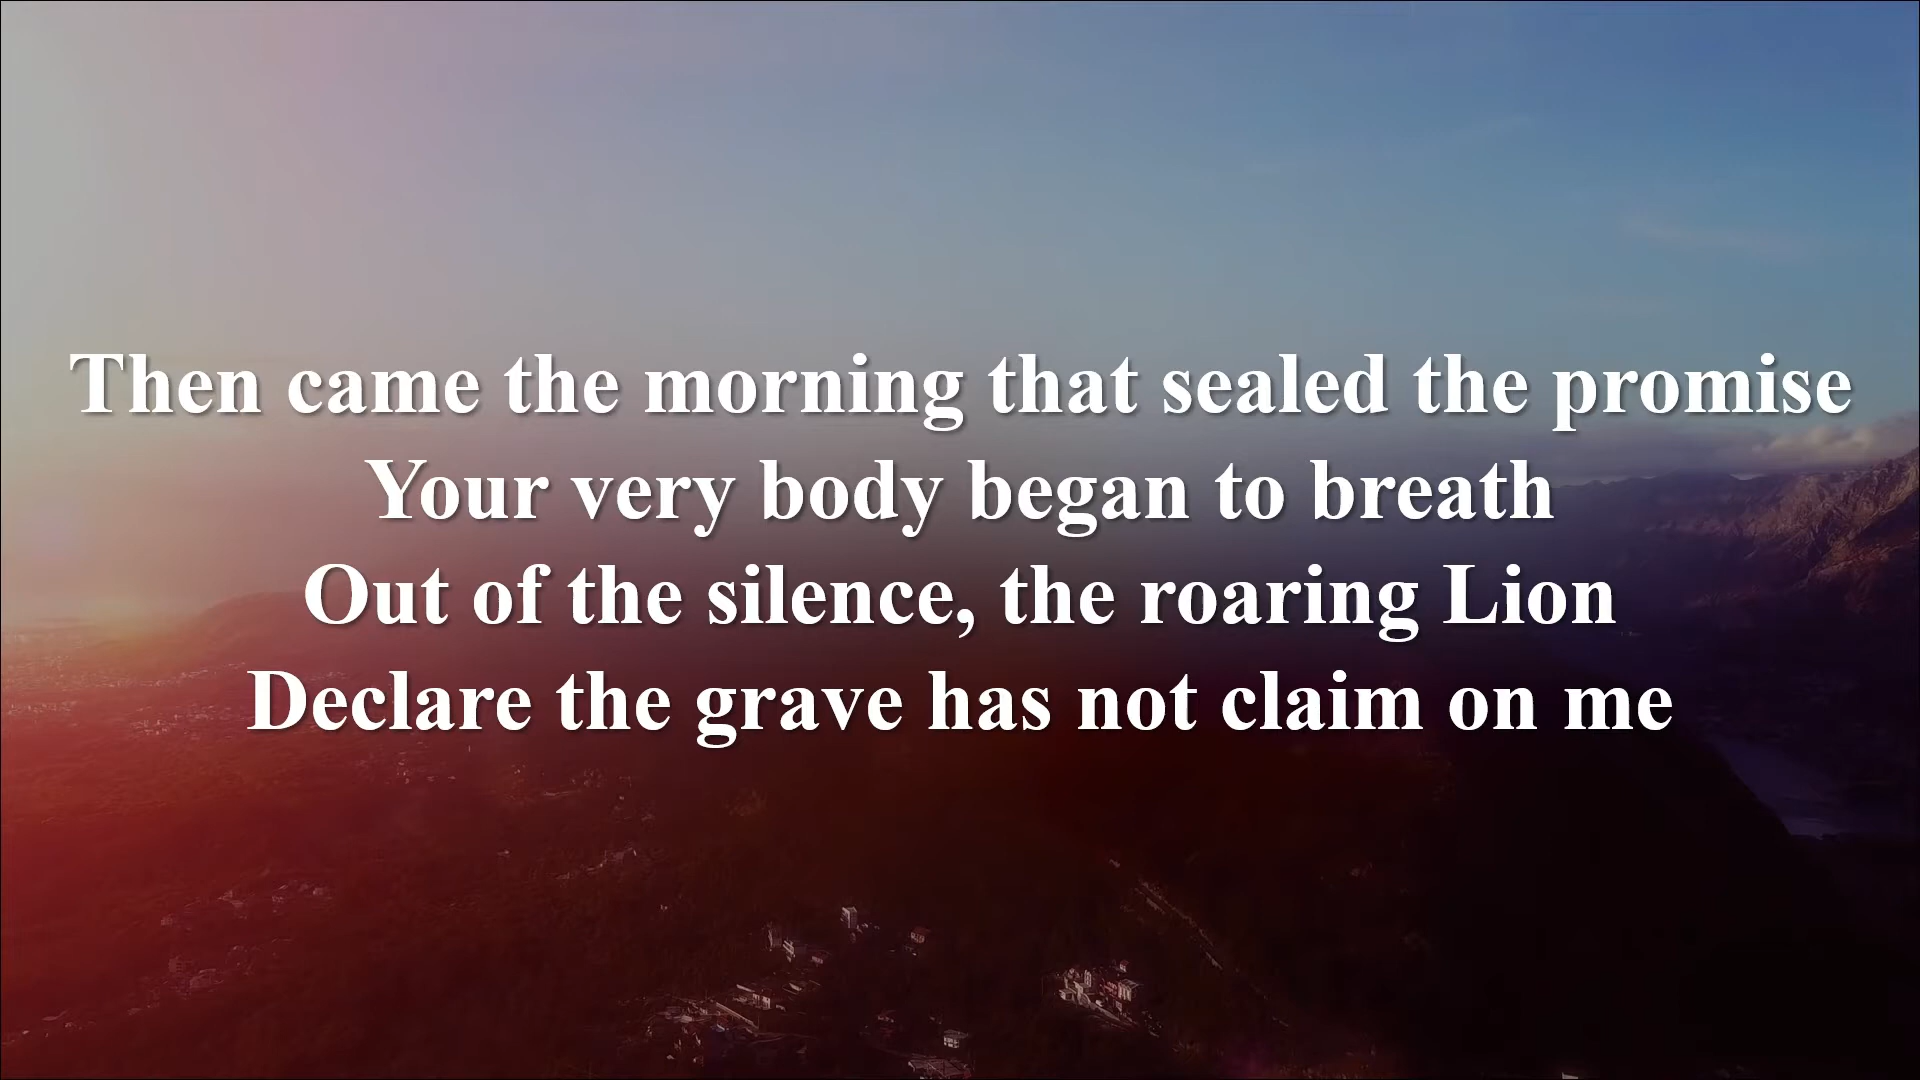 Then came the morning that sealed the promise
Your very body began to breath
Out of the silence, the roaring Lion
Declare the grave has not claim on me